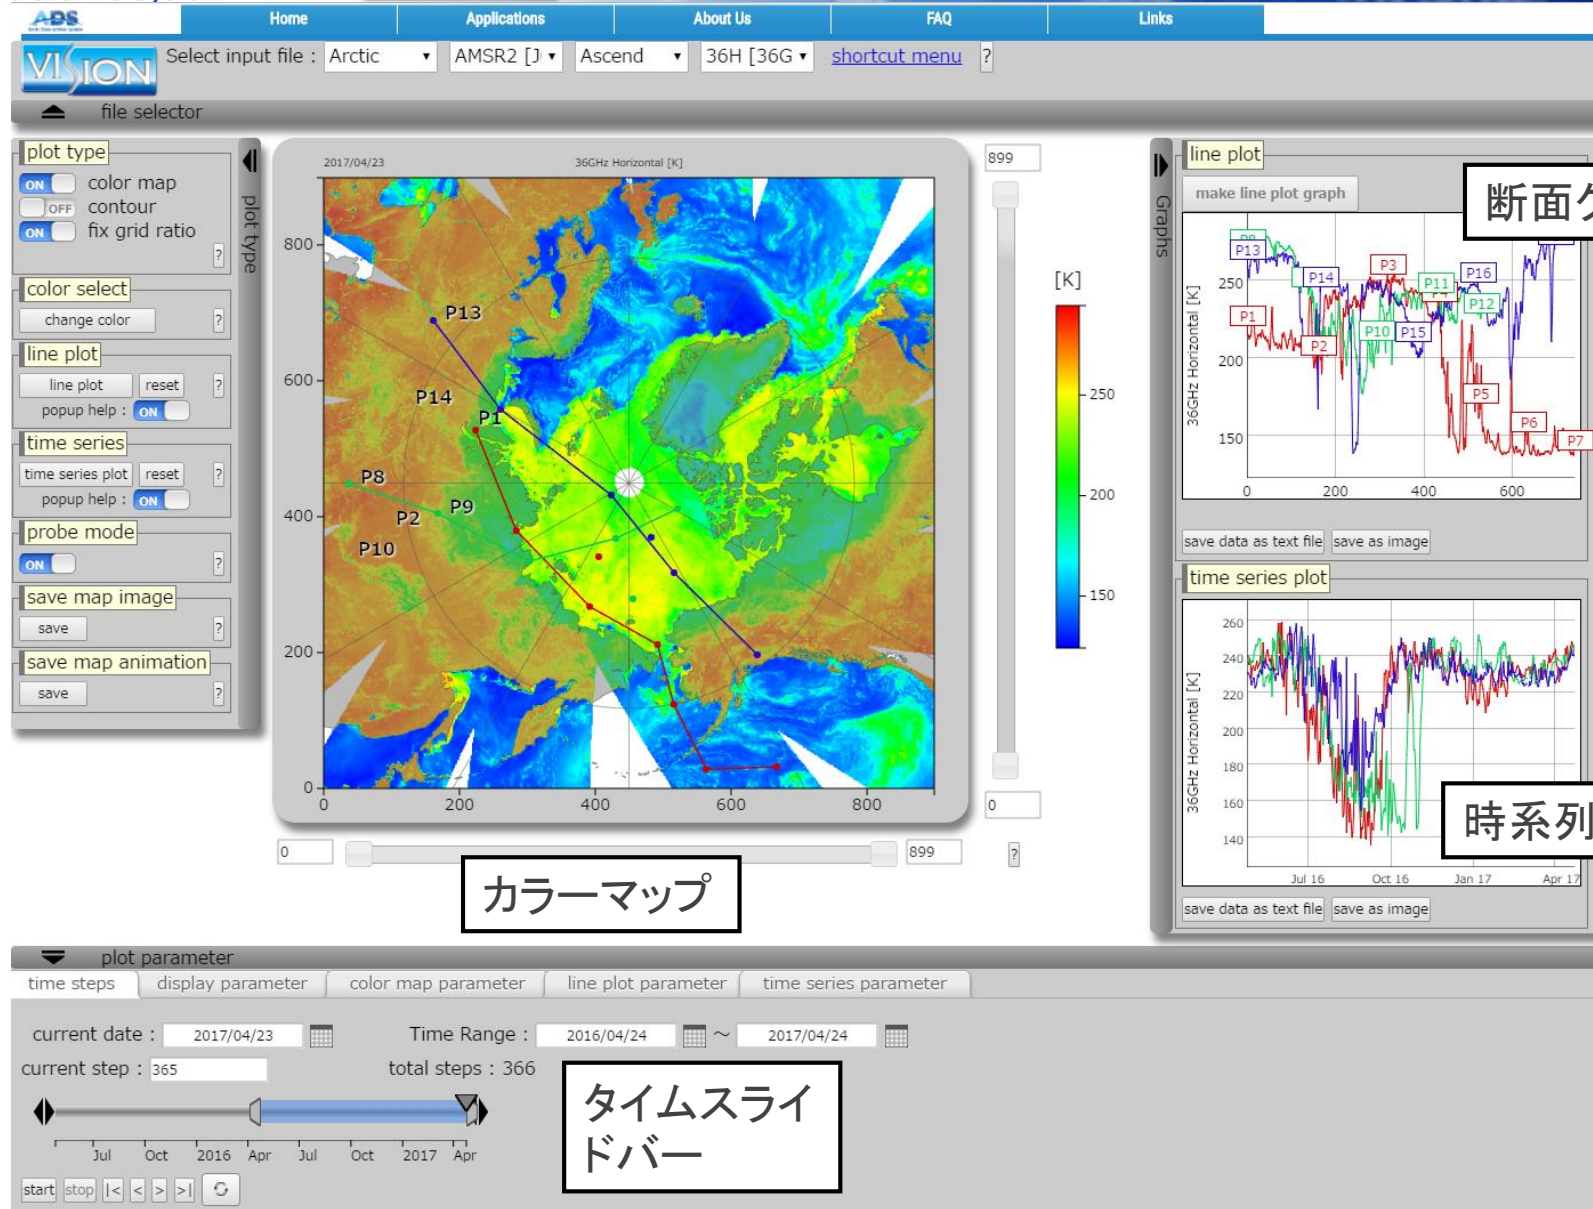 ADS
Home
Applications
About Us
FAQ
Links
VISION
Select input file : Arctic AMSR2 [J Ascend 36H [36G shortcut menu ?
file selector
plot type
ON color map
OFF contour
ON fix grid ratio
?
color select
change color ?
line plot
line plot reset ?
popup help : ON
time series
time series plot reset ?
popup help : ON
probe mode
ON ?
save map image
save ?
save map animation
save ?
plot type
2017/04/23
36GHz Horizontal [K]
800
600
400
200
0
0 200 400 600 800
P13
P14
P1
P8
P9
P2
P10
899
0
[K]
250
200
150
0
899
?
カラーマップ
Graphs
line plot
make line plot graph
断面
36GHz Horizontal [K]
250
200
150
P13
P14
P3
P11
P16
P12
P1
P2
P10
P15
P5
P6
P7
0 200 400 600
save data as text file save as image
time series plot
36GHz Horizontal [K]
260
240
220
200
180
160
140
時系列
Jul 16 Oct 16 Jan 17 Apr 17
save data as text file save as image
plot parameter
time steps display parameter color map parameter line plot parameter time series parameter
current date : 2017/04/23 Time Range : 2016/04/24 ～ 2017/04/24
current step : 365 total steps : 366
タイムスライ
ドバー
Jul Oct 2016 Apr Jul Oct 2017 Apr
start stop |< < > >|